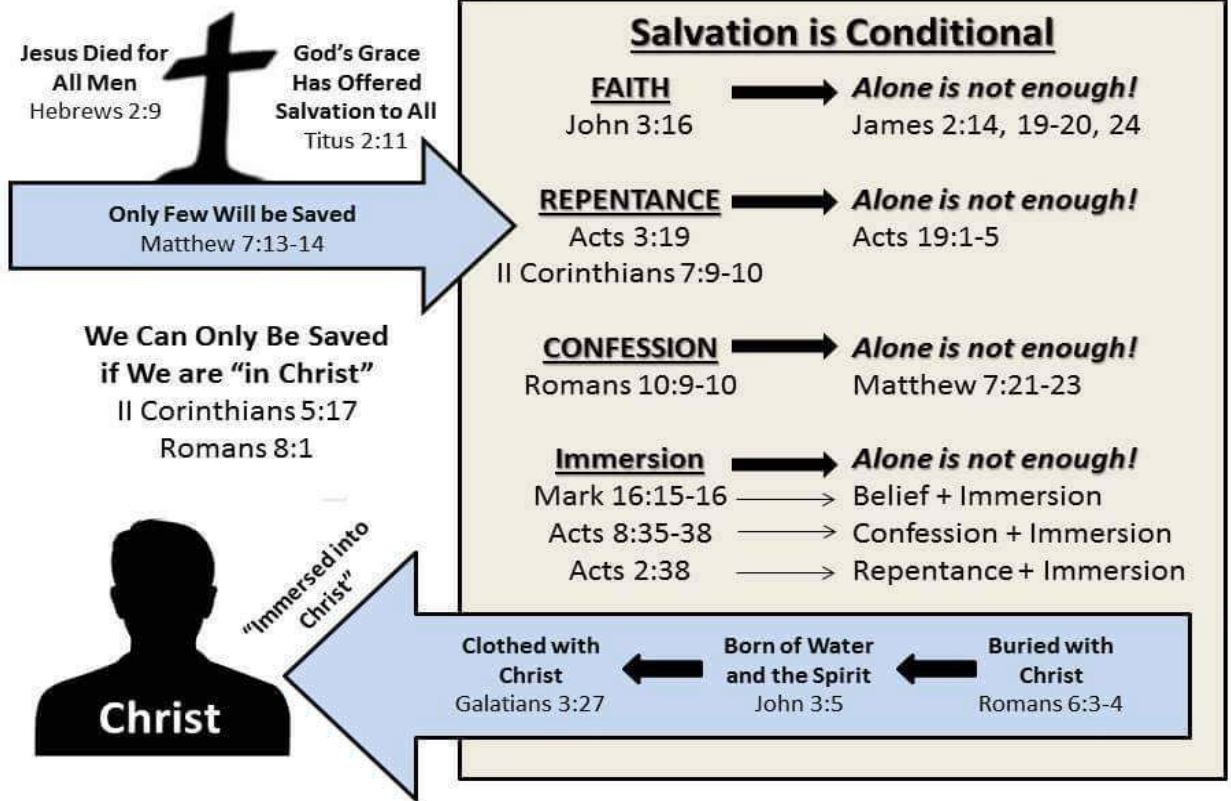 Jesus Died for
All Men
Hebrews 2:9
God's Grace
Has Offered
Salvation to All
Titus 2:11
Only Few Will be Saved
Matthew 7:13-14
We Can Only Be Saved
if We are "in Christ"
II Corinthians 5:17
Romans 8:1
Salvation is Conditional
FAITH
Alone is not enough!
John 3:16
James 2:14, 19-20, 24
REPENTANCE
Alone is not enough!
Acts 3:19
Acts 19:1-5
II Corinthians 7:9-10
CONFESSION
Alone is not enough!
Romans 10:9-10
Matthew 7:21-23
Immersion
Alone is not enough!
Mark 16:15-16
Belief + Immersion
Acts 8:35-38
Confession + Immersion
Acts 2:38
Repentance + Immersion
Buried with
Christ
Romans 6:3-4
Born of Water
and the Spirit
John 3:5
Clothed with
Christ
Galatians 3:27
"Immersed into
Christ"
Christ